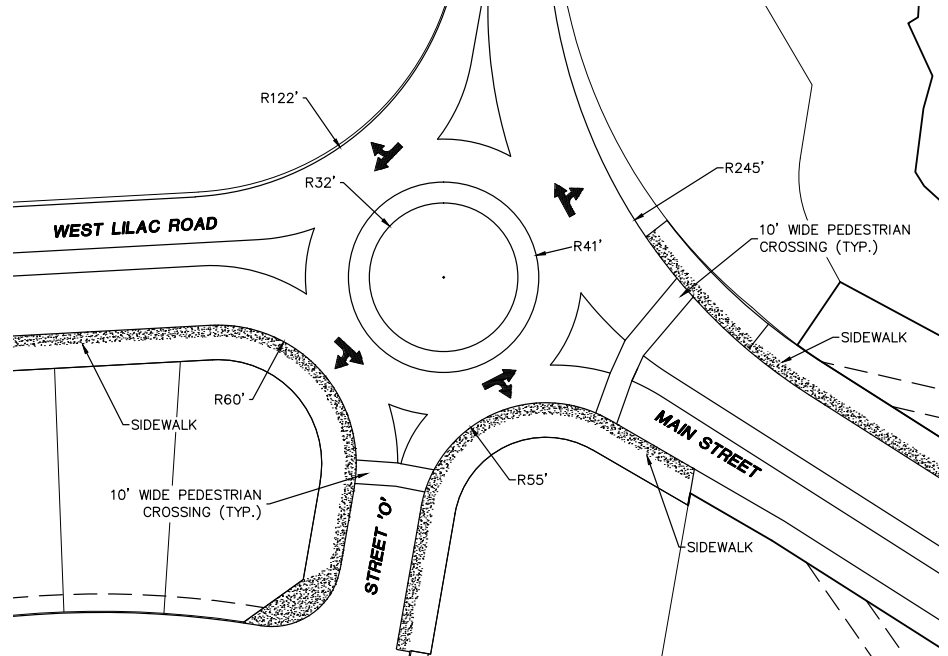 R122'
R32'
R245'
WEST LILAC ROAD
10' WIDE PEDESTRIAN
CROSSING (TYP.)
R41'
SIDEWALK
R60'
SIDEWALK
MAIN STREET
R55'
10' WIDE PEDESTRIAN
CROSSING (TYP.)
STREET 'O'
SIDEWALK